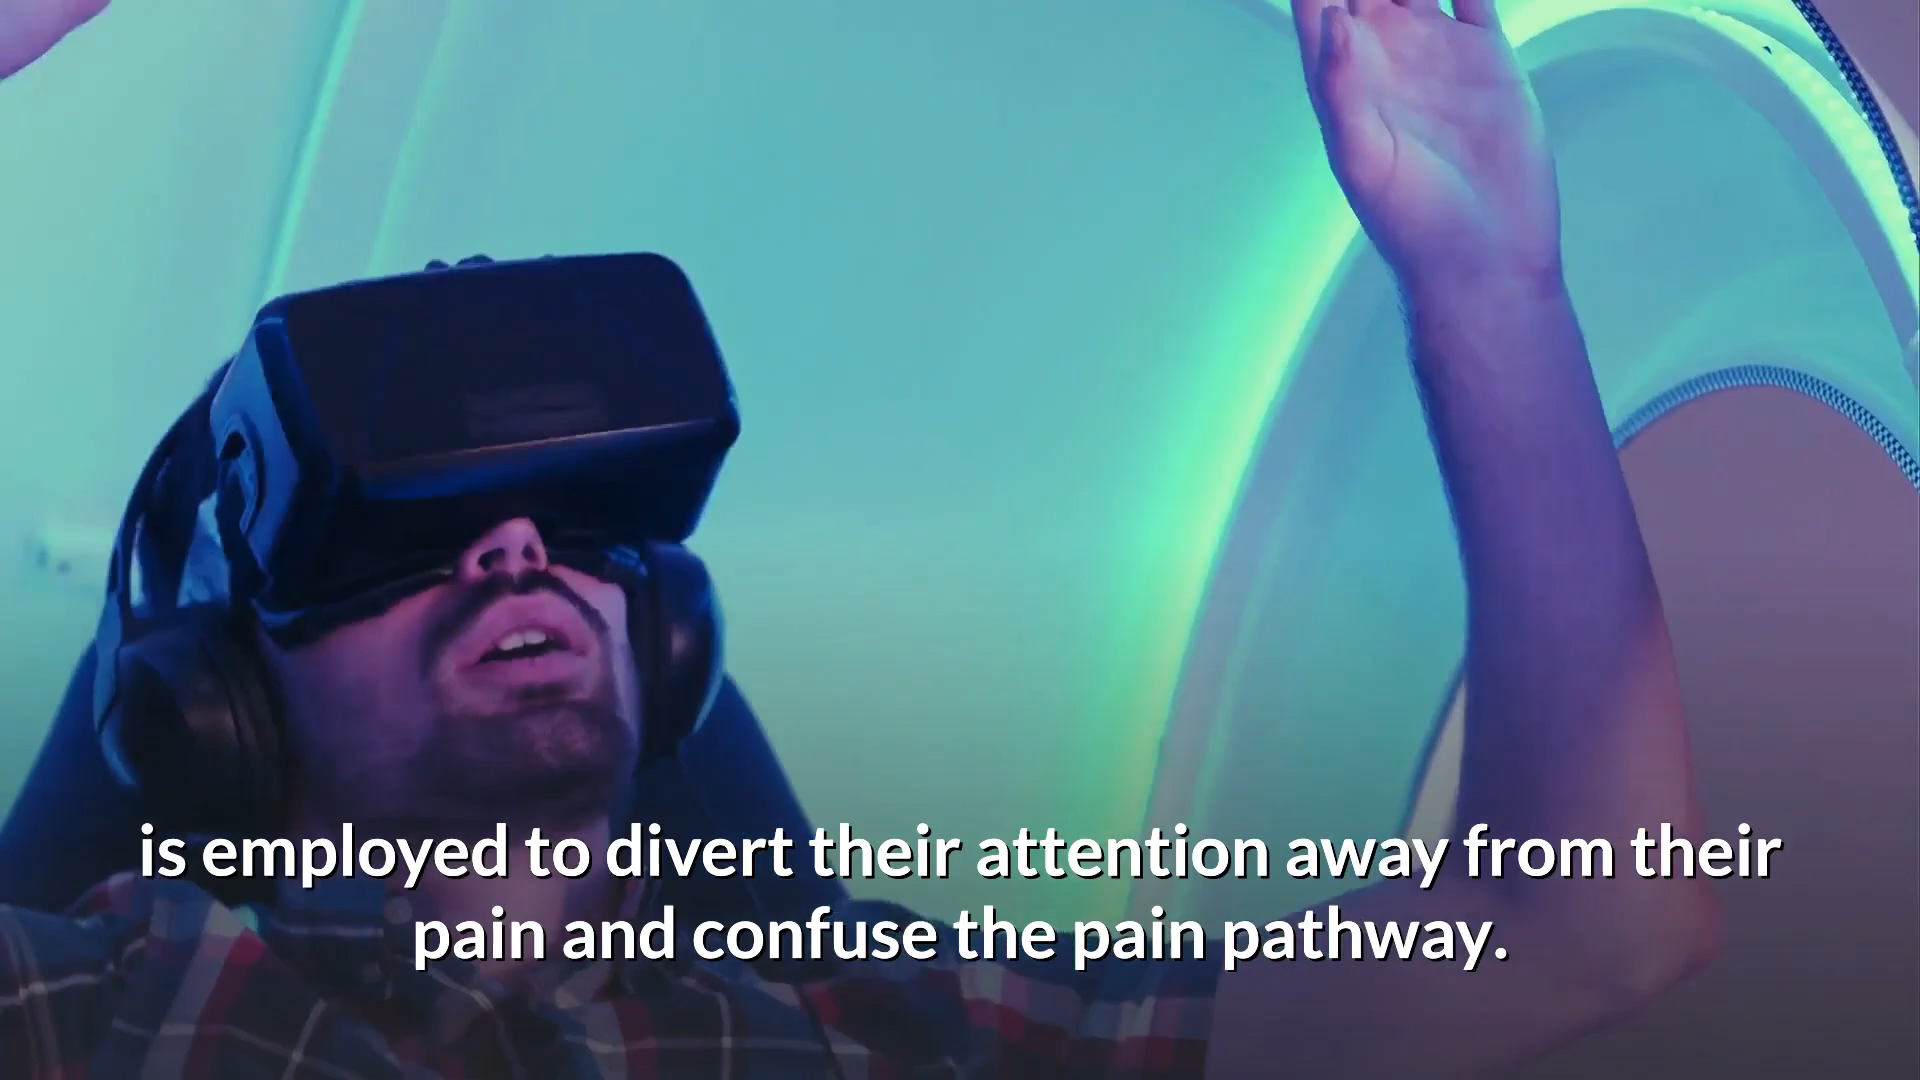 is employed to divert their attention away from their
pain and confuse the pain pathway.